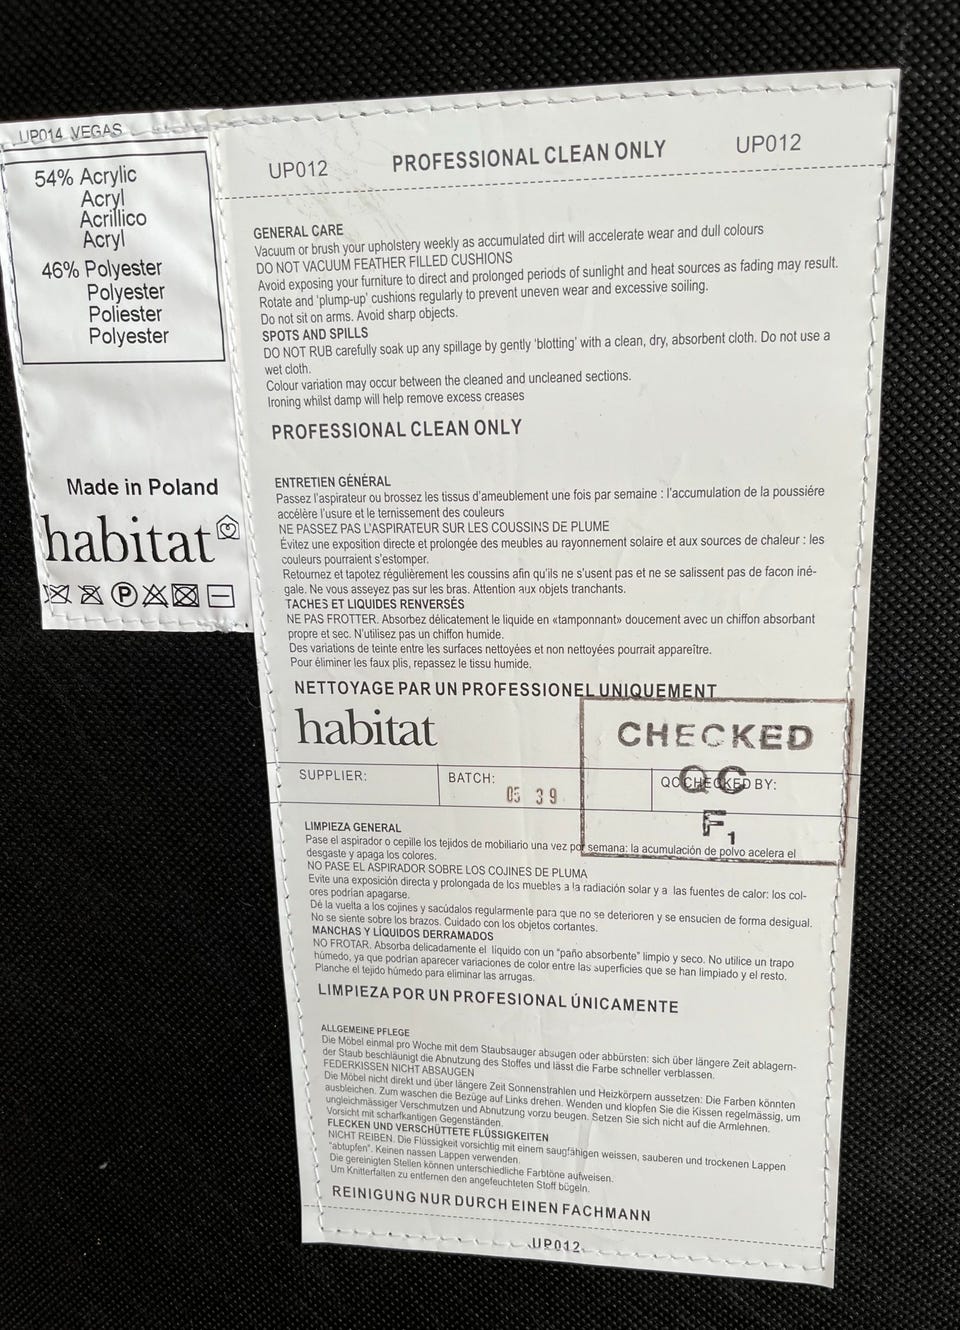 UP014 VEGAS
54% Acrylic
Acryl
Acrillico
Acryl
46% Polyester
Polyester
Poliester
Polyester
Made in Poland
habitat
P
UP012 PROFESSIONAL CLEAN ONLY UP012
GENERAL CARE
Vacuum or brush your upholstery weekly as accumulated dirt will accelerate wear and dull colours
DO NOT VACUUM FEATHER FILLED CUSHIONS
Avoid exposing your furniture to direct and prolonged periods of sunlight and heat sources as fading may result.
Rotate and 'plump-up' cushions regularly to prevent uneven wear and excessive soiling.
Do not sit on arms. Avoid sharp objects.
SPOTS AND SPILLS
DO NOT RUB carefully soak up any spillage by gently 'blotting' with a clean, dry, absorbent cloth. Do not use a
wet cloth.
Colour variation may occur between the cleaned and uncleaned sections.
Ironing whilst damp will help remove excess creases
PROFESSIONAL CLEAN ONLY
ENTRETIEN GÉNÉRAL
Passez l'aspirateur ou brossez les tissus d'ameublement une fois par semaine : l'accumulation de la poussiére
accélère l'usure et le ternissement des couleurs
NE PASSEZ PAS L'ASPIRATEUR SUR LES COUSSINS DE PLUME
Évitez une exposition directe et prolongée des meubles au rayonnement solaire et aux sources de chaleur : les
couleurs pourraient s'estomper.
Retournez et tapotez régulièrement les coussins afin qu'ils ne s'usent pas et ne se salissent pas de facon iné-
gale. Ne vous asseyez pas sur les bras. Attention aux objets tranchants.
TACHES ET LIQUIDES RENVERSÉS
NE PAS FROTTER. Absorbez délicatement le liquide en «tamponnant» doucement avec un chiffon absorbant
propre et sec. N'utilisez pas un chiffon humide.
Des variations de teinte entre les surfaces nettoyées et non nettoyées pourrait appareître.
Pour éliminer les faux plis, repassez le tissu humide.
NETTOYAGE PAR UN PROFESSIONEL UNIQUEMENT
habitat
CHECKED
QC
F1
SUPPLIER: BATCH: 05 39 QC CHECKED BY:
LIMPIEZA GENERAL
Pase el aspirador o cepille los tejidos de mobiliario una vez por semana: la acumulación de polvo acelera el
desgaste y apaga los colores.
NO PASE EL ASPIRADOR SOBRE LOS COJINES DE PLUMA
Evite una exposición directa y prolongada de los muebles a la radiación solar y a las fuentes de calor: los col-
ores podrían apagarse.
Dé la vuelta a los cojines y sacúdalos regularmente para que no se deterioren y se ensucien de forma desigual.
No se siente sobre los brazos. Cuidado con los objetos cortantes.
MANCHAS Y LÍQUIDOS DERRAMADOS
NO FROTAR. Absorba delicadamente el líquido con un "paño absorbente" limpio y seco. No utilice un trapo
húmedo, ya que podrían aparecer variaciones de color entre las superficies que se han limpiado y el resto.
Planche el tejido húmedo para eliminar las arrugas.
LIMPIEZA POR UN PROFESIONAL ÚNICAMENTE
ALLGEMEINE PFLEGE
Die Möbel einmal pro Woche mit dem Staubsauger absaugen oder abbürsten: sich über längere Zeit ablagern-
der Staub beschläunigt die Abnutzung des Stoffes und lässt die Farbe schneller verblassen.
FEDERKISSEN NICHT ABSAUGEN
Die Möbel nicht direkt und über längere Zeit Sonnenstrahlen und Heizkörpern aussetzen: Die Farben könnten
ausbleichen. Zum waschen die Bezüge auf Links drehen. Wenden und klopfen Sie die Kissen regelmässig, um
ungleichmässiger Verschmutzen und Abnutzung vorzu beugen. Setzen Sie sich nicht auf die Armlehnen.
Vorsicht mit scharfkantigen Gegenständen.
FLECKEN UND VERSCHÜTTETE FLÜSSIGKEITEN
NICHT REIBEN. Die Flüssigkeit vorsichtig mit einem saugfähigen weissen, sauberen und trockenen Lappen
"abtupfen". Keinen nassen Lappen verwenden.
Die gereinigten Stellen können unterschiedliche Farbtöne aufweisen.
Um Knitterfalten zu entfernen den angefeuchteten Stoff bügeln.
REINIGUNG NUR DURCH EINEN FACHMANN
UP012